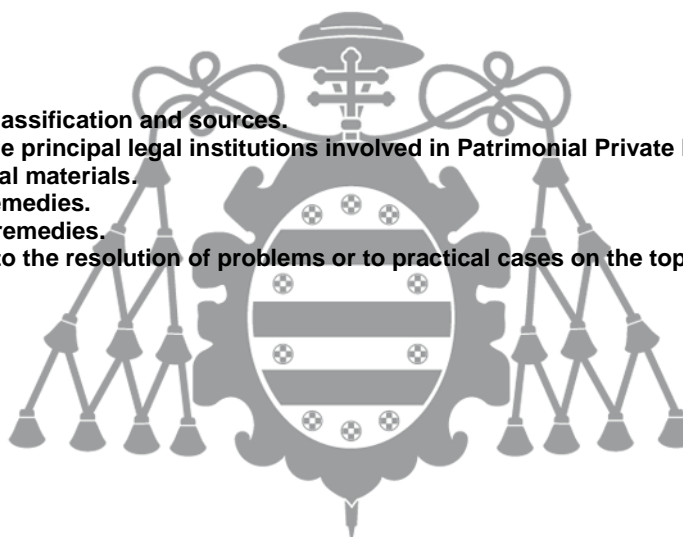 assification and sources.
e principal legal institutions involved in Patrimonial Private
al materials.
emedies.
remedies.
to the resolution of problems or to practical cases on the top